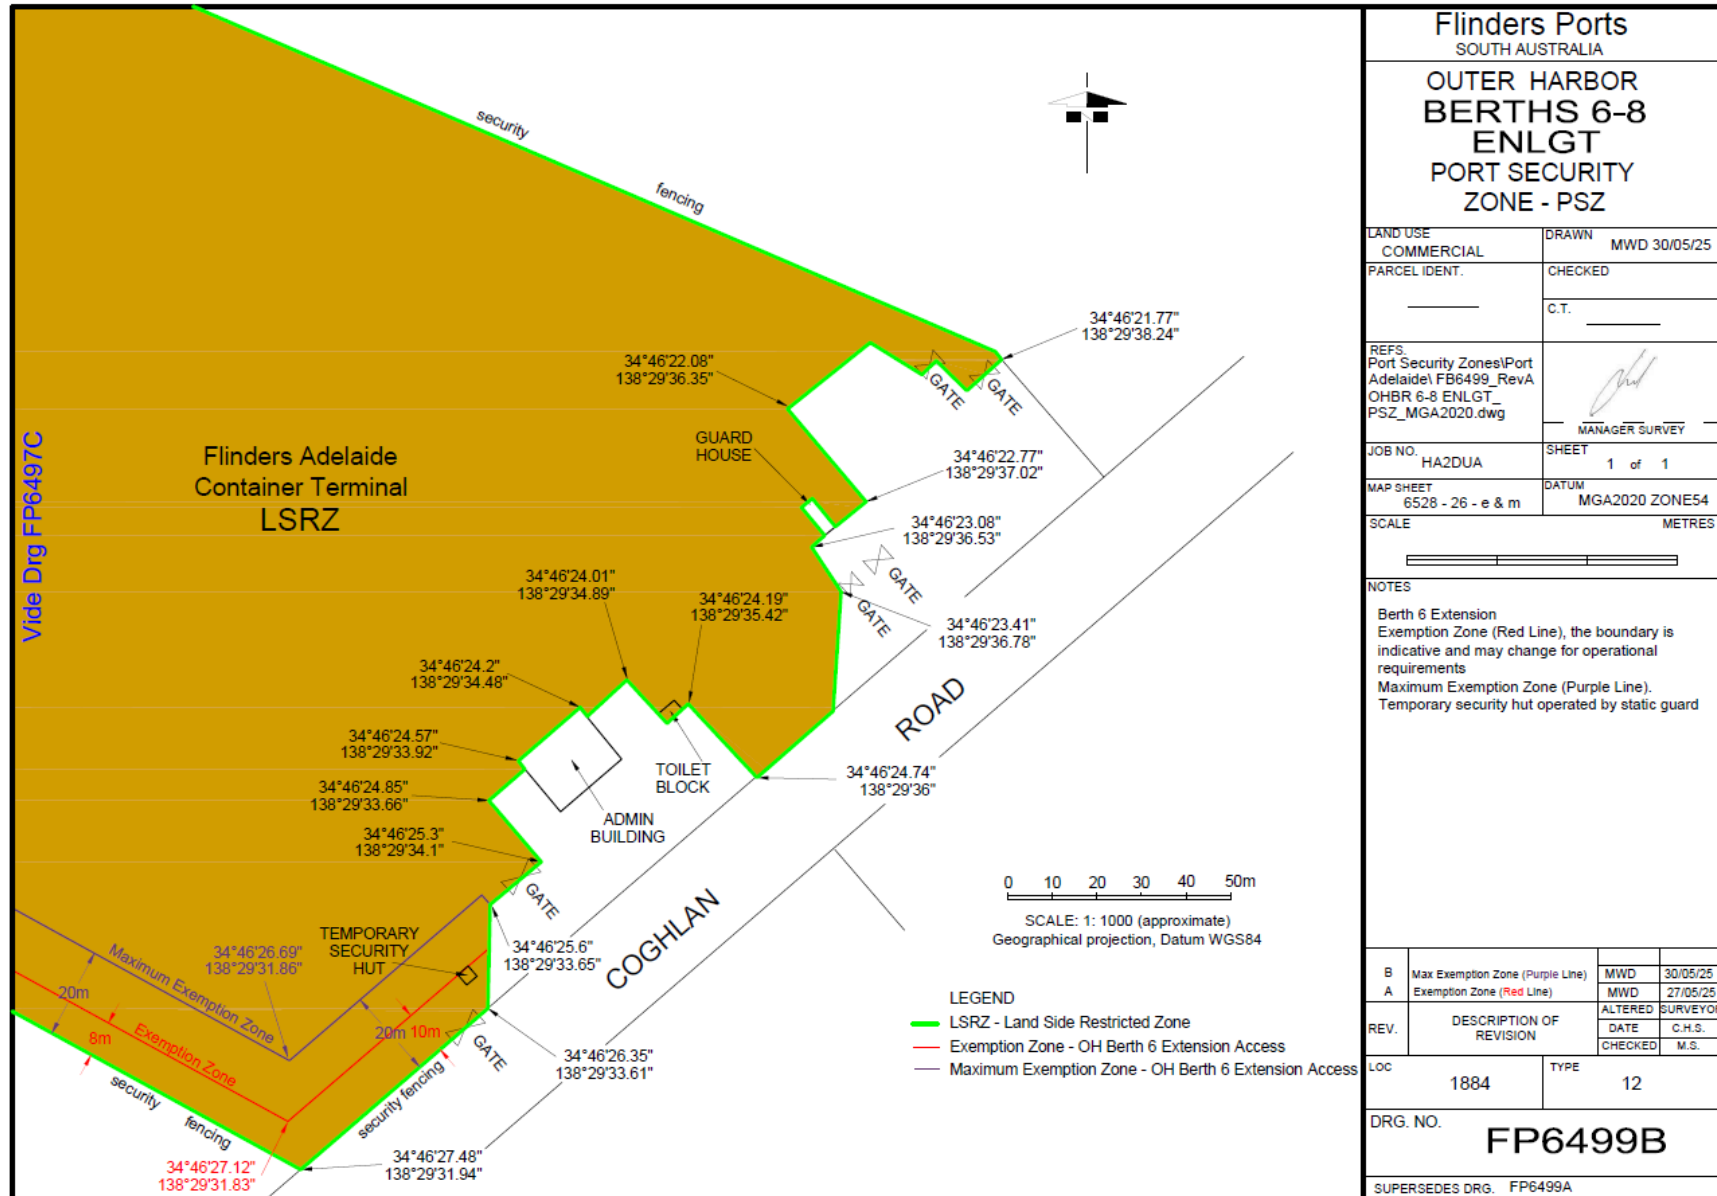 security
fencing
34°46'21.77"
138°29'38.24"
34°46'22.08"
138°29'36.35"
GATE
GATE
GUARD
HOUSE
34°46'22.77"
138°29'37.02"
Flinders Adelaide
Container Terminal
LSRZ
Vide Drg FP6497C
34°46'23.08"
138°29'36.53"
GATE
GATE
34°46'24.01"
138°29'34.89"
34°46'24.19"
138°29'35.42"
34°46'23.41"
138°29'36.78"
34°46'24.2"
138°29'34.48"
34°46'24.57"
138°29'33.92"
34°46'24.85"
138°29'33.66"
TOILET
BLOCK
34°46'24.74"
138°29'36"
ADMIN
BUILDING
34°46'25.3"
138°29'34.1"
GATE
COGHLAN
ROAD
0 10 20 30 40 50m
SCALE: 1: 1000 (approximate)
Geographical projection, Datum WGS84
TEMPORARY
SECURITY
HUT
34°46'25.6"
138°29'33.65"
34°46'26.69"
138°29'31.86"
Maximum Exemption Zone
20m
Exemption Zone
8m
20m
10m
GATE
34°46'26.35"
138°29'33.61"
security
fencing
security fencing
34°46'27.12"
138°29'31.83"
34°46'27.48"
138°29'31.94"
LEGEND
LSRZ - Land Side Restricted Zone
Exemption Zone - OH Berth 6 Extension Access
Maximum Exemption Zone - OH Berth 6 Extension Access
Flinders Ports
SOUTH AUSTRALIA
OUTER HARBOR
BERTHS 6-8
ENLGT
PORT SECURITY
ZONE - PSZ
LAND USE
COMMERCIAL
DRAWN MWD 30/05/25
PARCEL IDENT.
CHECKED
C.T.
REFS.
Port Security Zones\Port
Adelaide\ FB6499_RevA
OHBR 6-8 ENLGT_
PSZ_MGA2020.dwg
MANAGER SURVEY
JOB NO. HA2DUA
SHEET
1 of 1
MAP SHEET
6528 - 26 - e & m
DATUM
MGA2020 ZONE54
SCALE METRES
NOTES
Berth 6 Extension
Exemption Zone (Red Line), the boundary is
indicative and may change for operational
requirements
Maximum Exemption Zone (Purple Line).
Temporary security hut operated by static guard
B Max Exemption Zone (Purple Line) MWD 30/05/25
A Exemption Zone (Red Line) MWD 27/05/25
REV.
DESCRIPTION OF
REVISION
ALTERED SURVEYOR
DATE C.H.S.
CHECKED M.S.
LOC
1884
TYPE
12
DRG. NO.
FP6499B
SUPERSEDES DRG. FP6499A